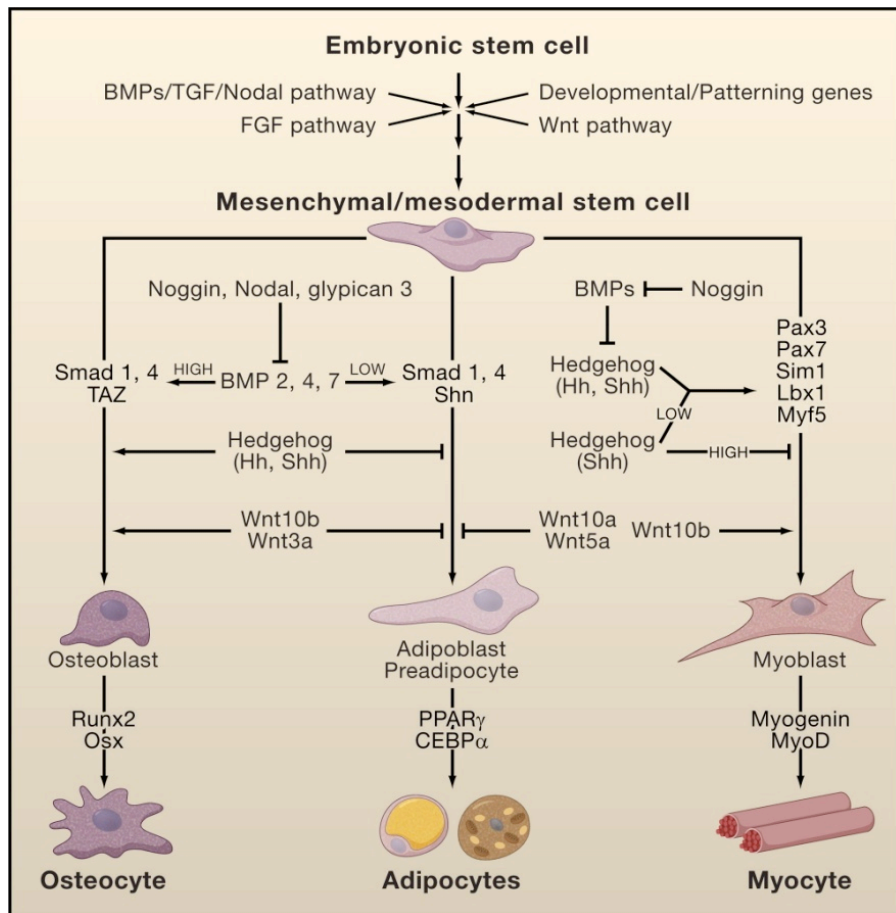 Embryonic stem cell
BMPs/TGF/Nodal pathway
Developmental/Patterning genes
FGF pathway
Wnt pathway
Mesenchymal/mesodermal stem cell
Noggin, Nodal, glypican 3
BMPs
Noggin
Pax3
Pax7
Sim1
Lbx1
Myf5
Smad 1, 4
TAZ
HIGH
BMP 2, 4, 7
LOW
Smad 1, 4
Shn
Hedgehog
(Hh, Shh)
LOW
Hedgehog
(Hh, Shh)
Hedgehog
(Shh)
HIGH
Wnt10b
Wnt3a
Wnt10a
Wnt5a
Wnt10b
Osteoblast
Adipoblast
Preadipocyte
Myoblast
Runx2
Osx
PPARγ
CEBPα
Myogenin
MyoD
Osteocyte
Adipocytes
Myocyte